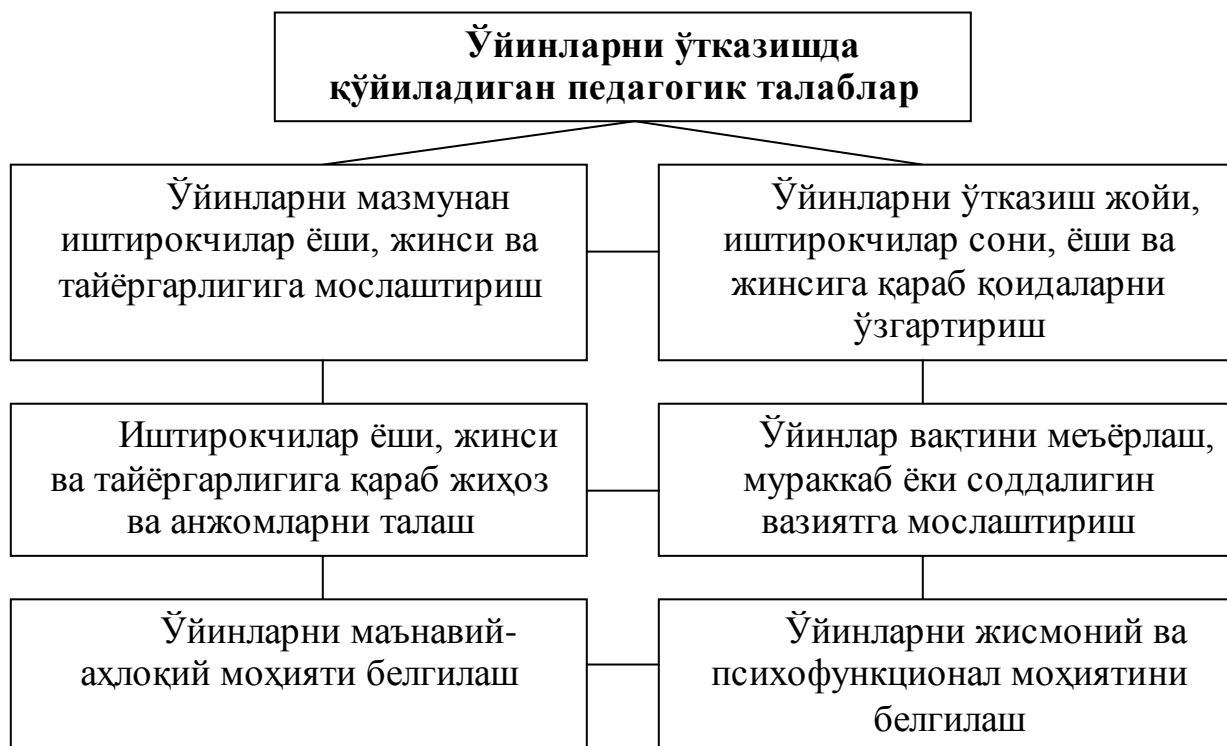 Ўйинларни ўтказишда
қўйиладиган педагогик талаблар
Ўйинларни мазмунан
иштирокчилар ёши, жинси ва
тайёргарлигига мослаштириш
Ўйинларни ўтказиш жойи,
иштирокчилар сони, ёши ва
жинсига қараб қоидаларни
ўзгартириш
Иштирокчилар ёши, жинси
ва тайёргарлигига қараб жиҳоз
ва анжомларни талаш
Ўйинлар вақтини меъёрлаш,
мураккаб ёки соддалигин
вазиятга мослаштириш
Ўйинларни маънавий-
аҳлоқий моҳияти белгилаш
Ўйинларни жисмоний ва
психофункционал моҳиятини
белгилаш